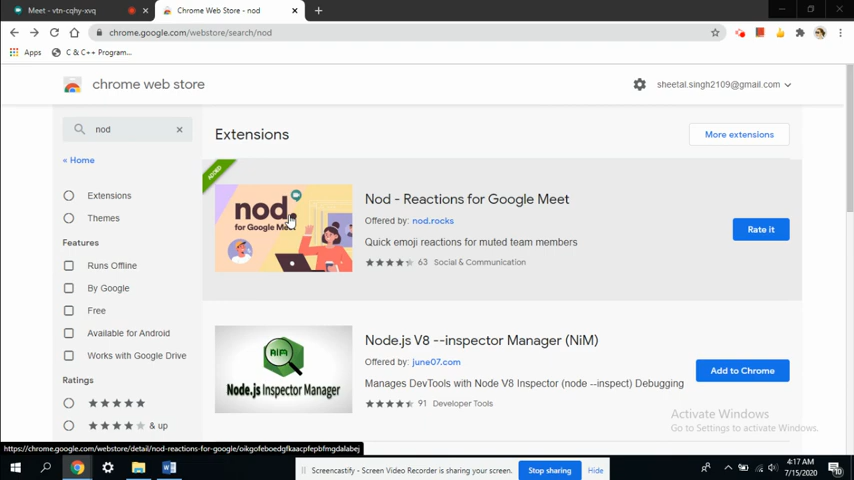 Meet - vtn-cqhy-xvq
Chrome Web Store - nod
chrome.google.com/webstore/search/nod
Apps
C & C++ Program...
chrome web store
sheetal.singh2109@gmail.com
nod
« Home
Extensions
Themes
Features
Runs Offline
By Google
Free
Available for Android
Works with Google Drive
Ratings
& up
Extensions
More extensions
ADDED
nod.
for Google Meet
Nod - Reactions for Google Meet
Offered by: nod.rocks
Quick emoji reactions for muted team members
63 Social & Communication
Rate it
NiM
Node.js Inspector Manager
Node.js V8 --inspector Manager (NiM)
Offered by: june07.com
Manages DevTools with Node V8 Inspector (node --inspect) Debugging
91 Developer Tools
Add to Chrome
Activate Windows
Go to Settings to activate Windows.
https://chrome.google.com/webstore/detail/nod-reactions-for-google/oikgofeboedgfkaacpfepbfmgdalabej
Screencastify - Screen Video Recorder is sharing your screen.
Stop sharing
Hide
4:17 AM
7/15/2020
10